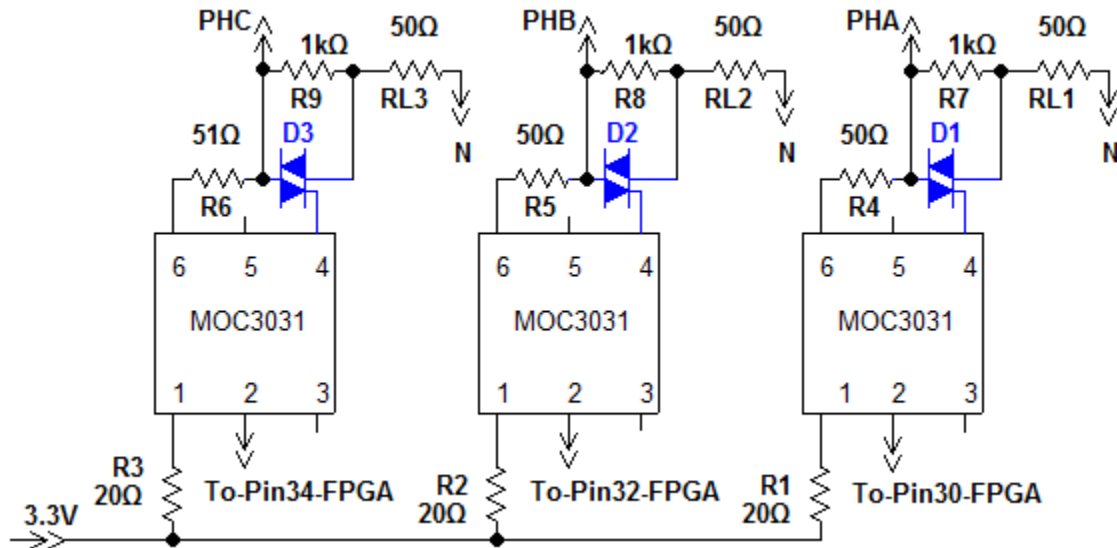 PHC
50Ω
PHB
50Ω
PHA
50Ω
1kΩ
1kΩ
1kΩ
R9
RL3
R8
RL2
R7
RL1
51Ω
D3
N
50Ω
D2
N
50Ω
D1
N
R6
R5
R4
6 5 4
6 5 4
6 5 4
MOC3031
MOC3031
MOC3031
1 2 3
1 2 3
1 2 3
R3
20Ω
To-Pin34-FPGA
R2
20Ω
To-Pin32-FPGA
R1
20Ω
To-Pin30-FPGA
3.3V